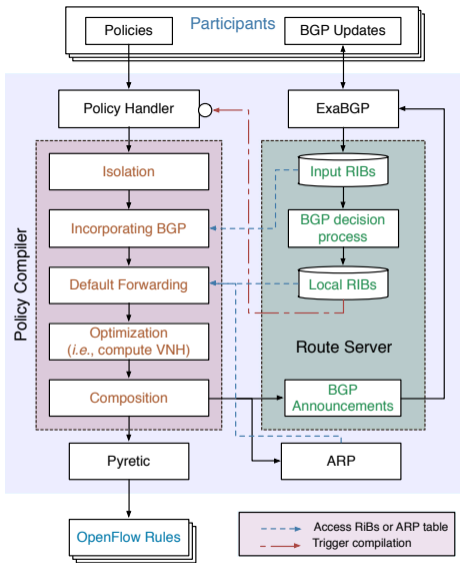 Participants
Policies
BGP Updates
Policy Handler
ExaBGP
Isolation
Input RIBs
Incorporating BGP
BGP decision
process
Default Forwarding
Local RIBs
Optimization
(i.e., compute VNH)
Route Server
Composition
BGP
Announcements
Policy Compiler
Pyretic
ARP
OpenFlow Rules
Access RiBs or ARP table
Trigger compilation